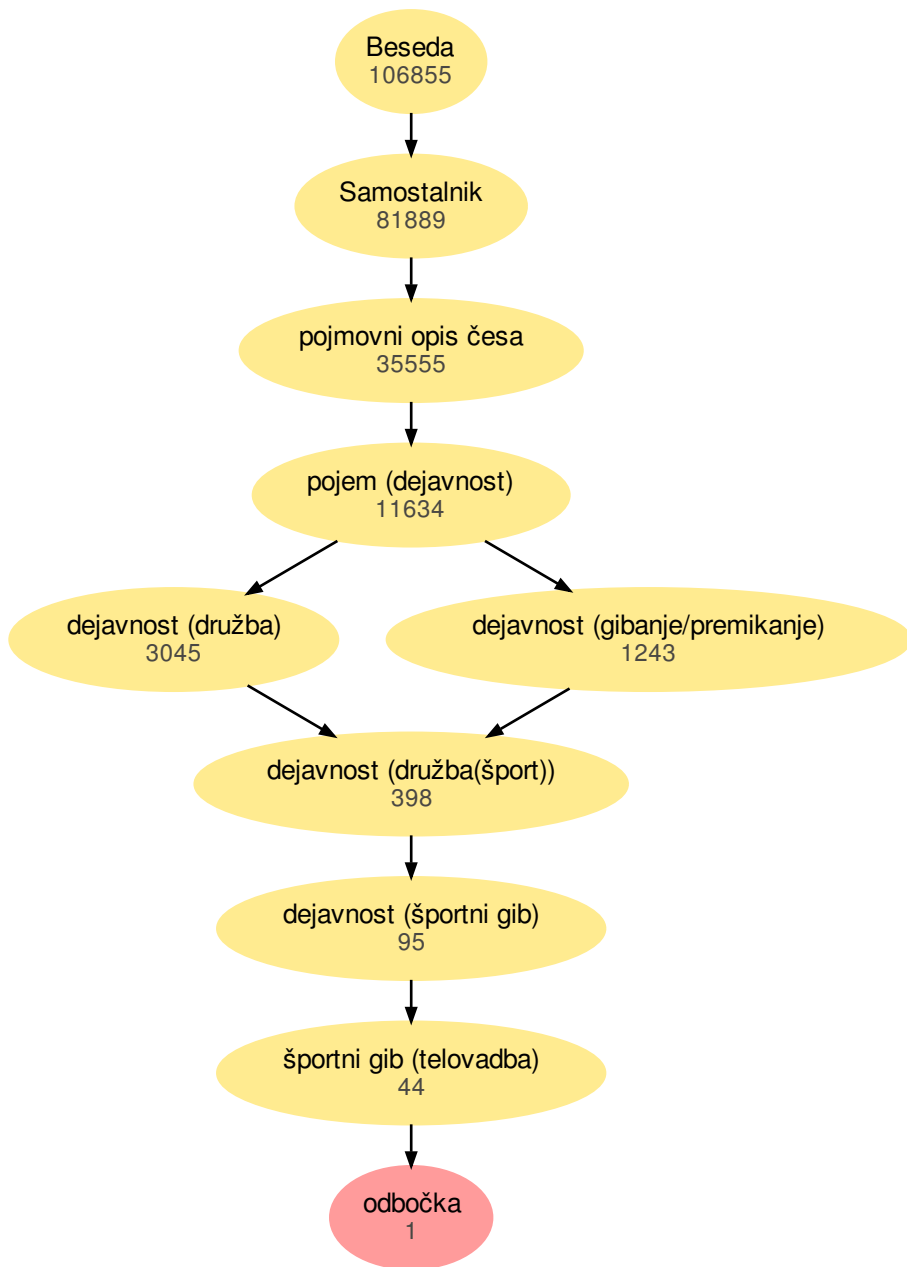 Beseda
106855
Samostalnik
81889
pojmovni opis česa
35555
pojem (dejavnost)
11634
dejavnost (družba)
3045
dejavnost (gibanje/premikanje)
1243
dejavnost (družba(šport))
398
dejavnost (športni gib)
95
športni gib (telovadba)
44
odbočka
1